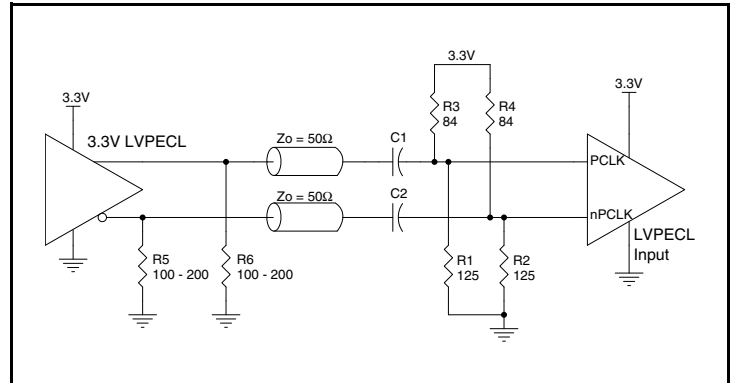 3.3V
3.3V
3.3V
R3
84
R4
84
3.3V LVPECL
Zo = 50Ω
C1
PCLK
Zo = 50Ω
C2
nPCLK
LVPECL
Input
R5
100 - 200
R6
100 - 200
R1
125
R2
125